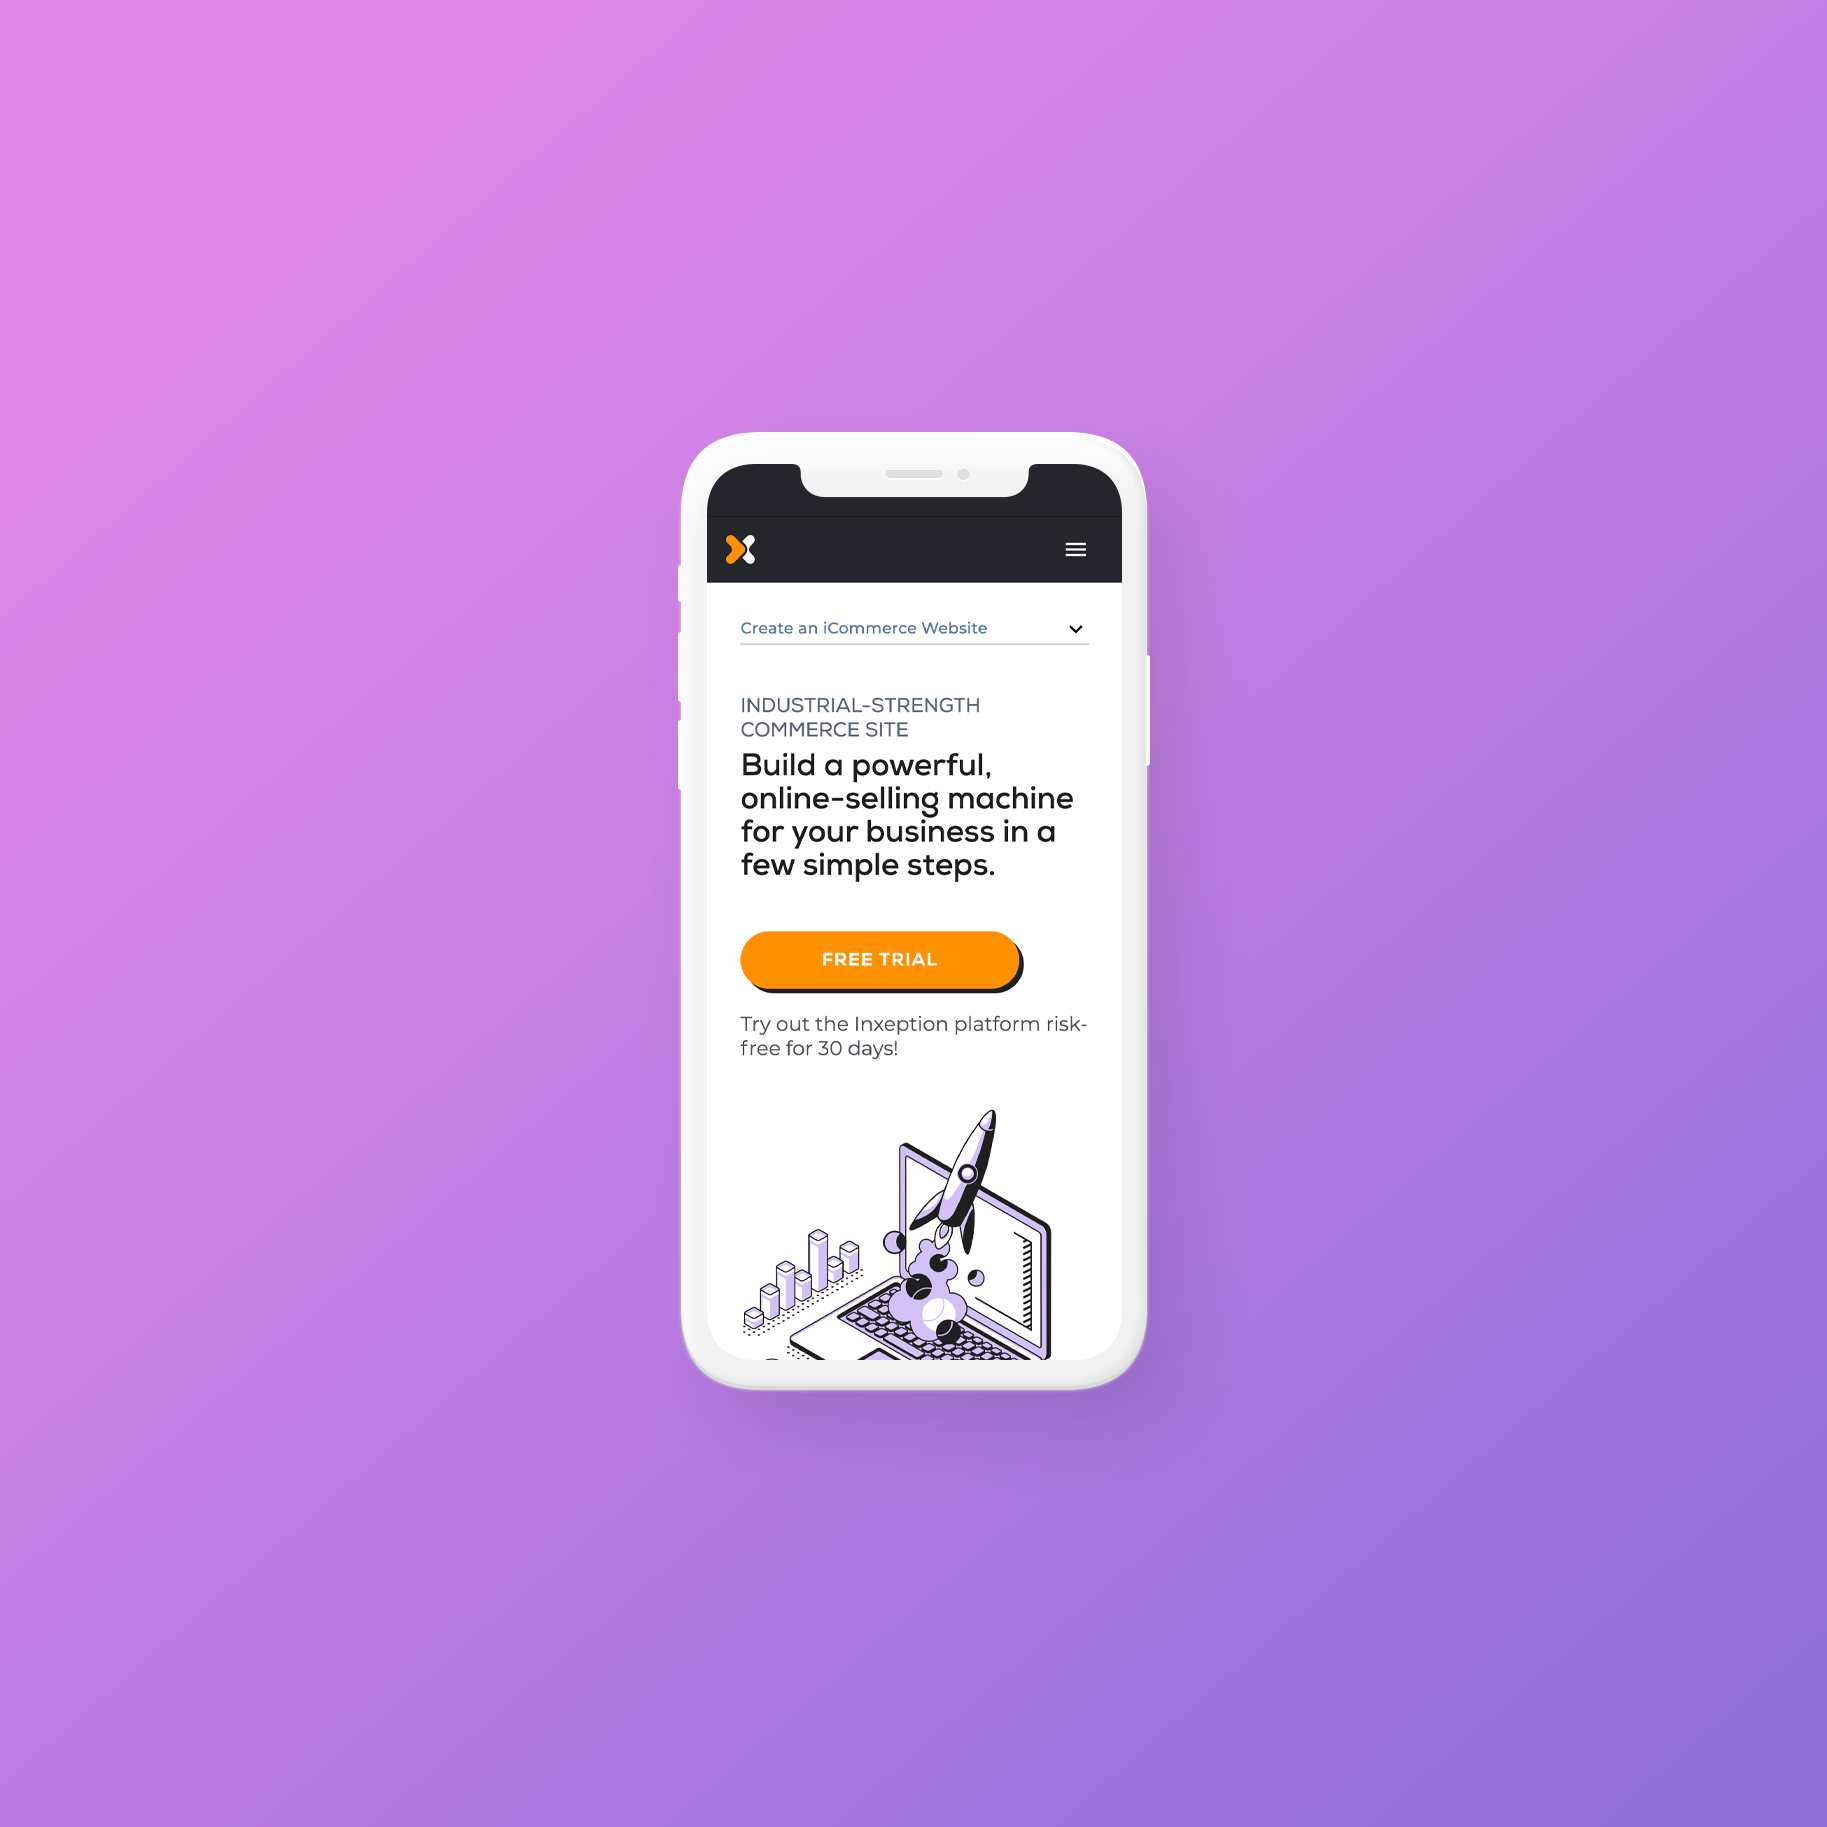 Create an iCommerce Website
INDUSTRIAL-STRENGTH
COMMERCE SITE
Build a powerful,
online-selling machine
for your business in a
few simple steps.
FREE TRIAL
Try out the Inxeption platform risk-
free for 30 days!